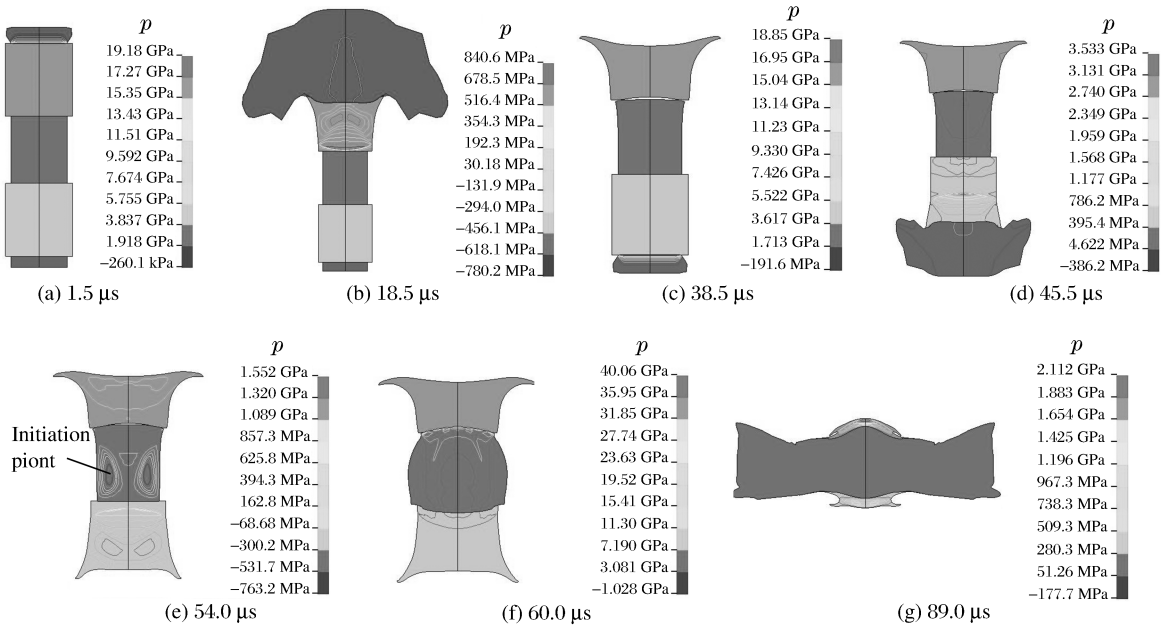 p
19.18 GPa
17.27 GPa
15.35 GPa
13.43 GPa
11.51 GPa
9.592 GPa
7.674 GPa
5.755 GPa
3.837 GPa
1.918 GPa
−260.1 kPa
(a) 1.5 μs
p
840.6 MPa
678.5 MPa
516.4 MPa
354.3 MPa
192.3 MPa
30.18 MPa
−131.9 MPa
−294.0 MPa
−456.1 MPa
−618.1 MPa
−780.2 MPa
(b) 18.5 μs
p
18.85 GPa
16.95 GPa
15.04 GPa
13.14 GPa
11.23 GPa
9.330 GPa
7.426 GPa
5.522 GPa
3.617 GPa
1.713 GPa
−191.6 MPa
(c) 38.5 μs
p
3.533 GPa
3.131 GPa
2.740 GPa
2.349 GPa
1.959 GPa
1.568 GPa
1.177 GPa
786.2 MPa
395.4 MPa
4.622 MPa
−386.2 MPa
(d) 45.5 μs
Initiation
piont
p
1.552 GPa
1.320 GPa
1.089 GPa
857.3 MPa
625.8 MPa
394.3 MPa
162.8 MPa
−68.68 MPa
−300.2 MPa
−531.7 MPa
−763.2 MPa
(e) 54.0 μs
p
40.06 GPa
35.95 GPa
31.85 GPa
27.74 GPa
23.63 GPa
19.52 GPa
15.41 GPa
11.30 GPa
7.190 GPa
3.081 GPa
−1.028 GPa
(f) 60.0 μs
p
2.112 GPa
1.883 GPa
1.654 GPa
1.425 GPa
1.196 GPa
967.3 MPa
738.3 MPa
509.3 MPa
280.3 MPa
51.26 MPa
−177.7 MPa
(g) 89.0 μs